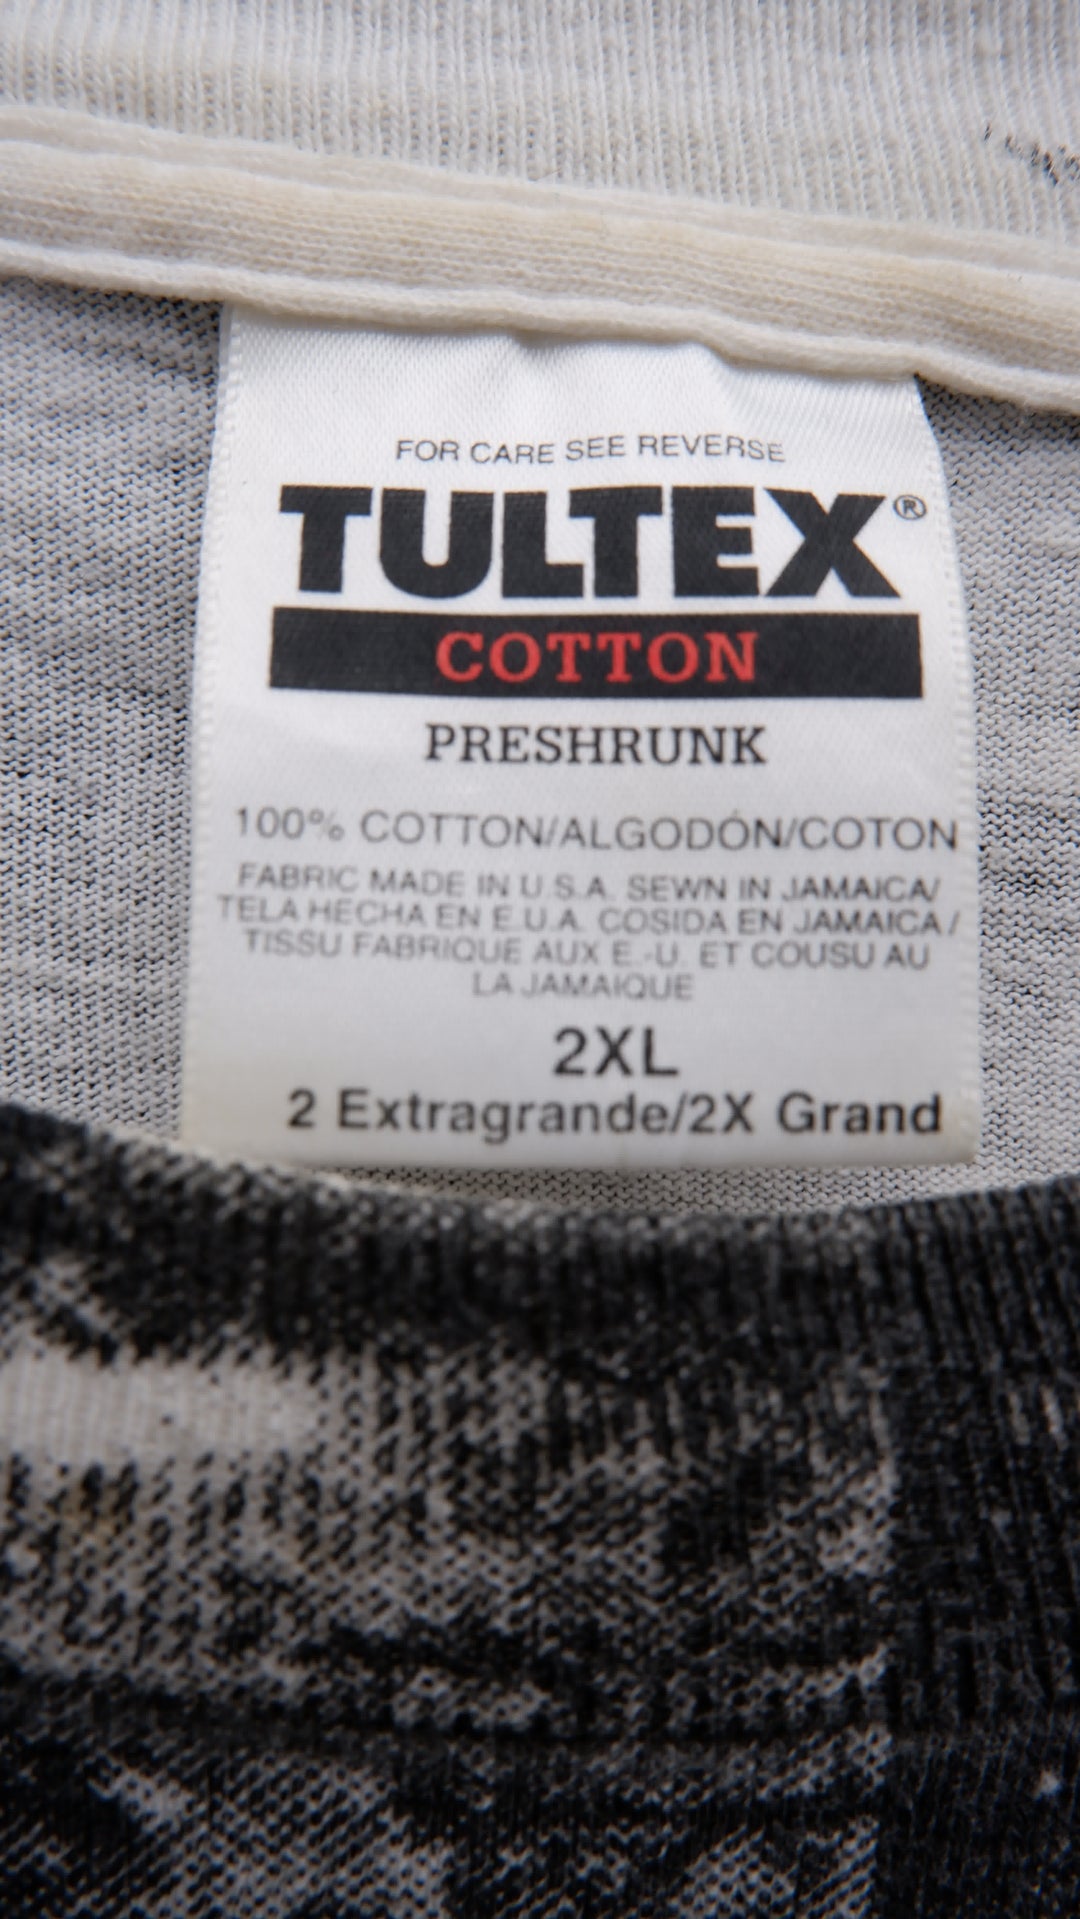 FOR CARE SEE REVERSE
TULTEX®
COTTON
PRESHRUNK
100% COTTON/ALGODÓN/COTON
FABRIC MADE IN U.S.A. SEWN IN JAMAICA/
TELA HECHA EN E.U.A. COSIDA EN JAMAICA/
TISSU FABRIQUE AUX E.-U. ET COUSU AU
LA JAMAIQUE
2XL
2 Extragrande/2X Grand